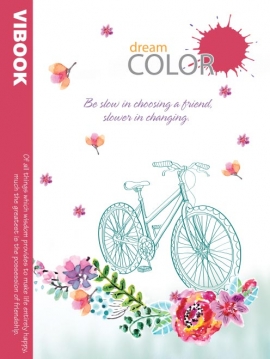 VIBOOK
dream
COLOR
Be slow in choosing a friend,
slower in changing.
Of all things which wisdom provides to make life entirely happy,
much the greatest is the possession of friendship.